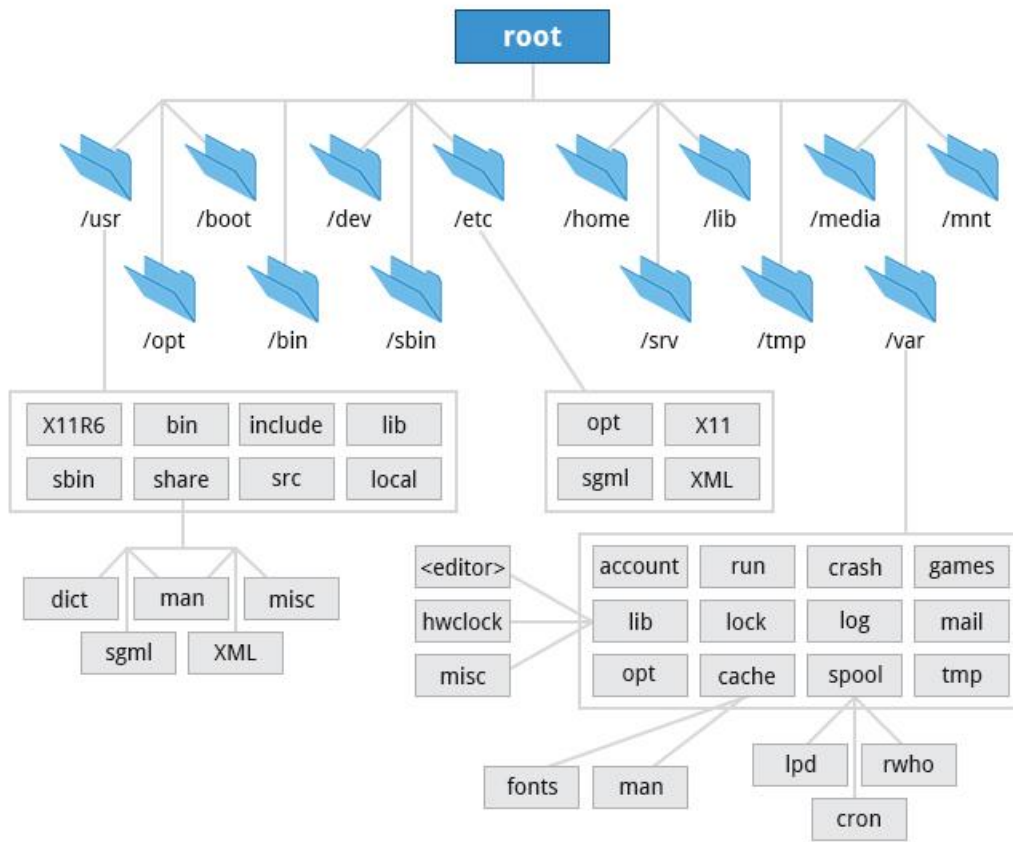 root
/usr
/boot
/dev
/etc
/home
/lib
/media
/mnt
/opt
/bin
/sbin
/srv
/tmp
/var
X11R6
bin
include
lib
sbin
share
src
local
opt
X11
sgml
XML
dict
man
misc
sgml
XML
<editor>
hwclock
misc
account
run
crash
games
lib
lock
log
mail
opt
cache
spool
tmp
fonts
man
lpd
rwho
cron